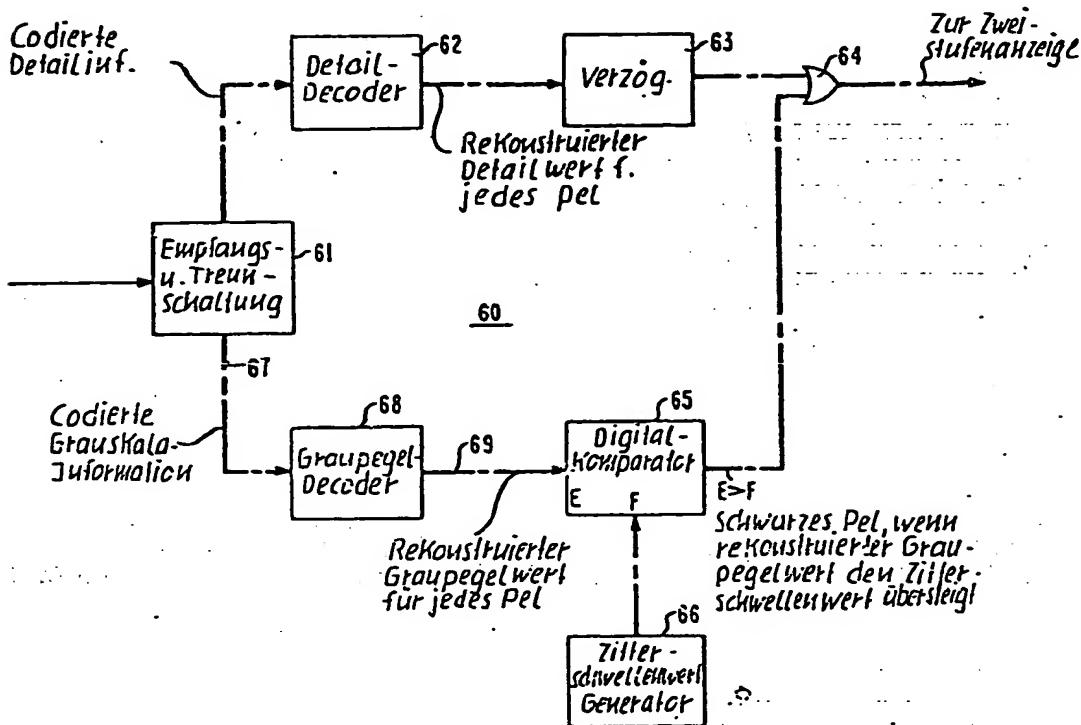 Codierte
Detailinf.
62
Detail-
Decoder
63
Verzög.
64
Zur Zwei-
stufenanzeige
Rekonstruierter
Detailwert f.
jedes Pel
Empfangs-
u. Trenn-
schaltung
61
60
67
Codierte
Grauskala-
Information
68
Graupegel-
Decoder
69
65
Digital-
Komparator
E
F
E>F
Rekonstruierter
Graupegelwert
für jedes Pel
Schwarzes Pel, wenn
rekonstruierter Grau-
pegelwert den Zitter-
schwellenwert übersteigt
66
Zitter-
schwellenwert
Generator